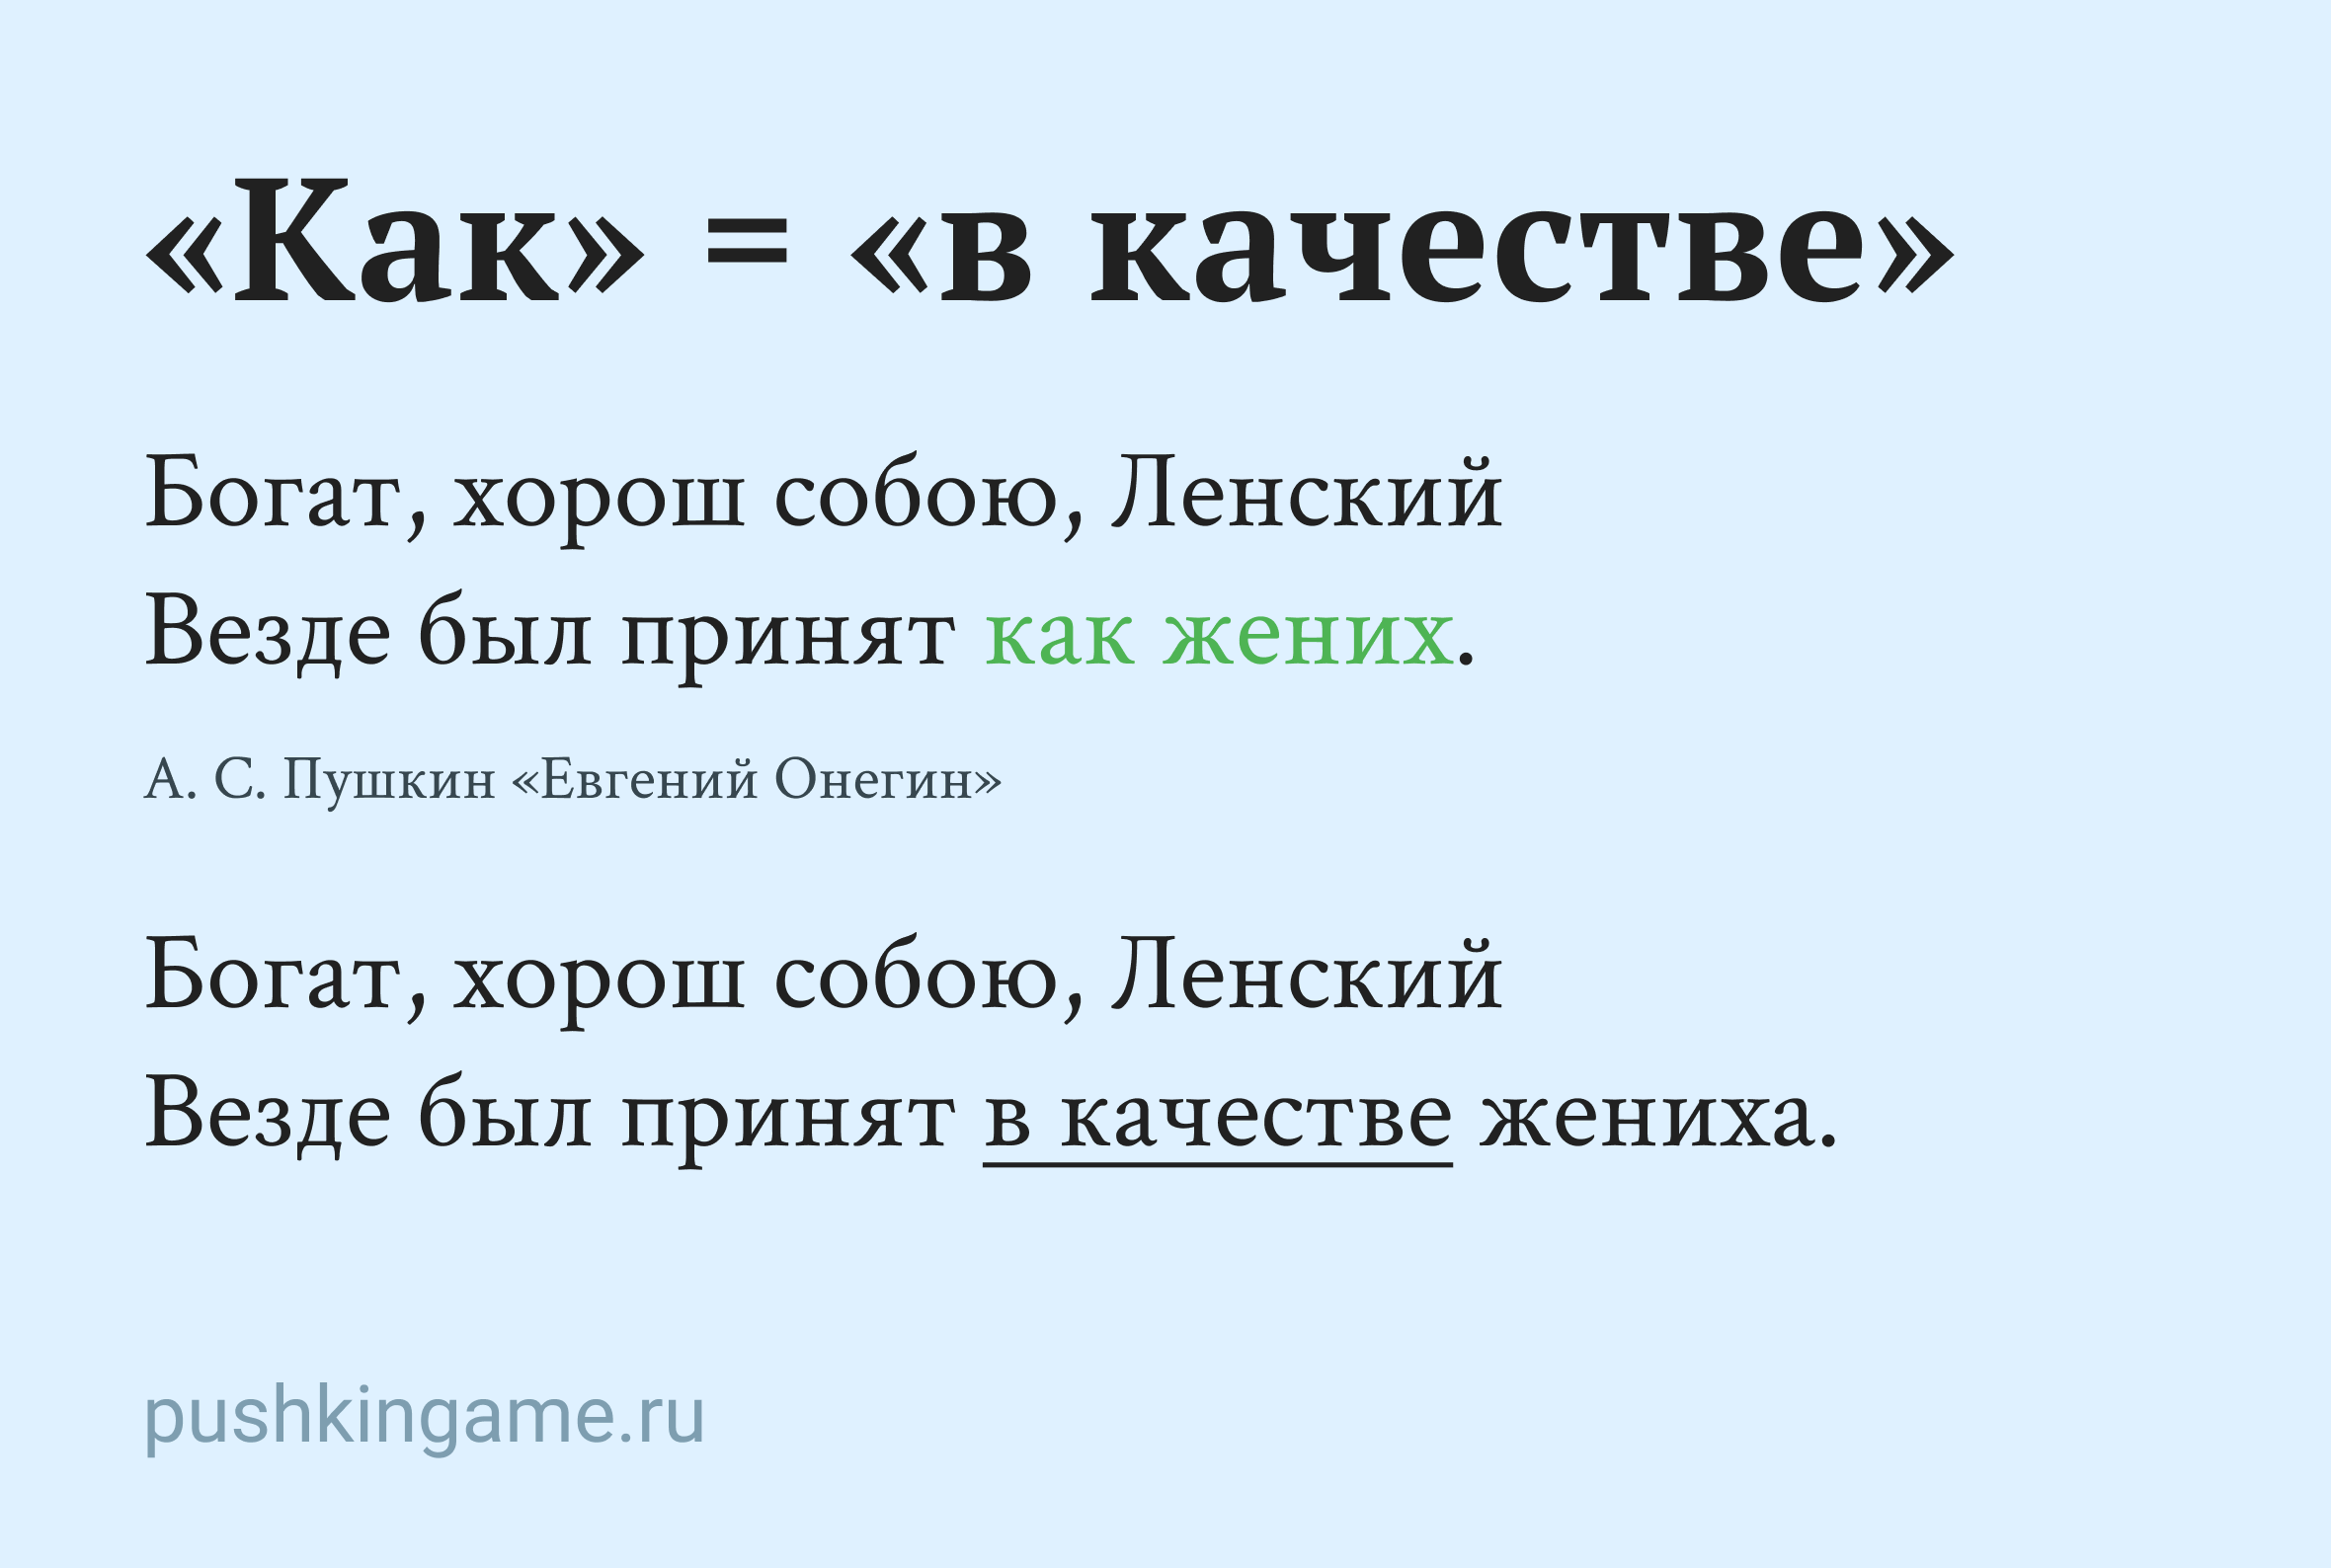 «Как» = «в качестве»
Богат, хорош собою, Ленский
Везде был принят как жених.
А. С. Пушкин «Евгений Онегин»
Богат, хорош собою, Ленский
Везде был принят в качестве жениха.
pushkingame.ru